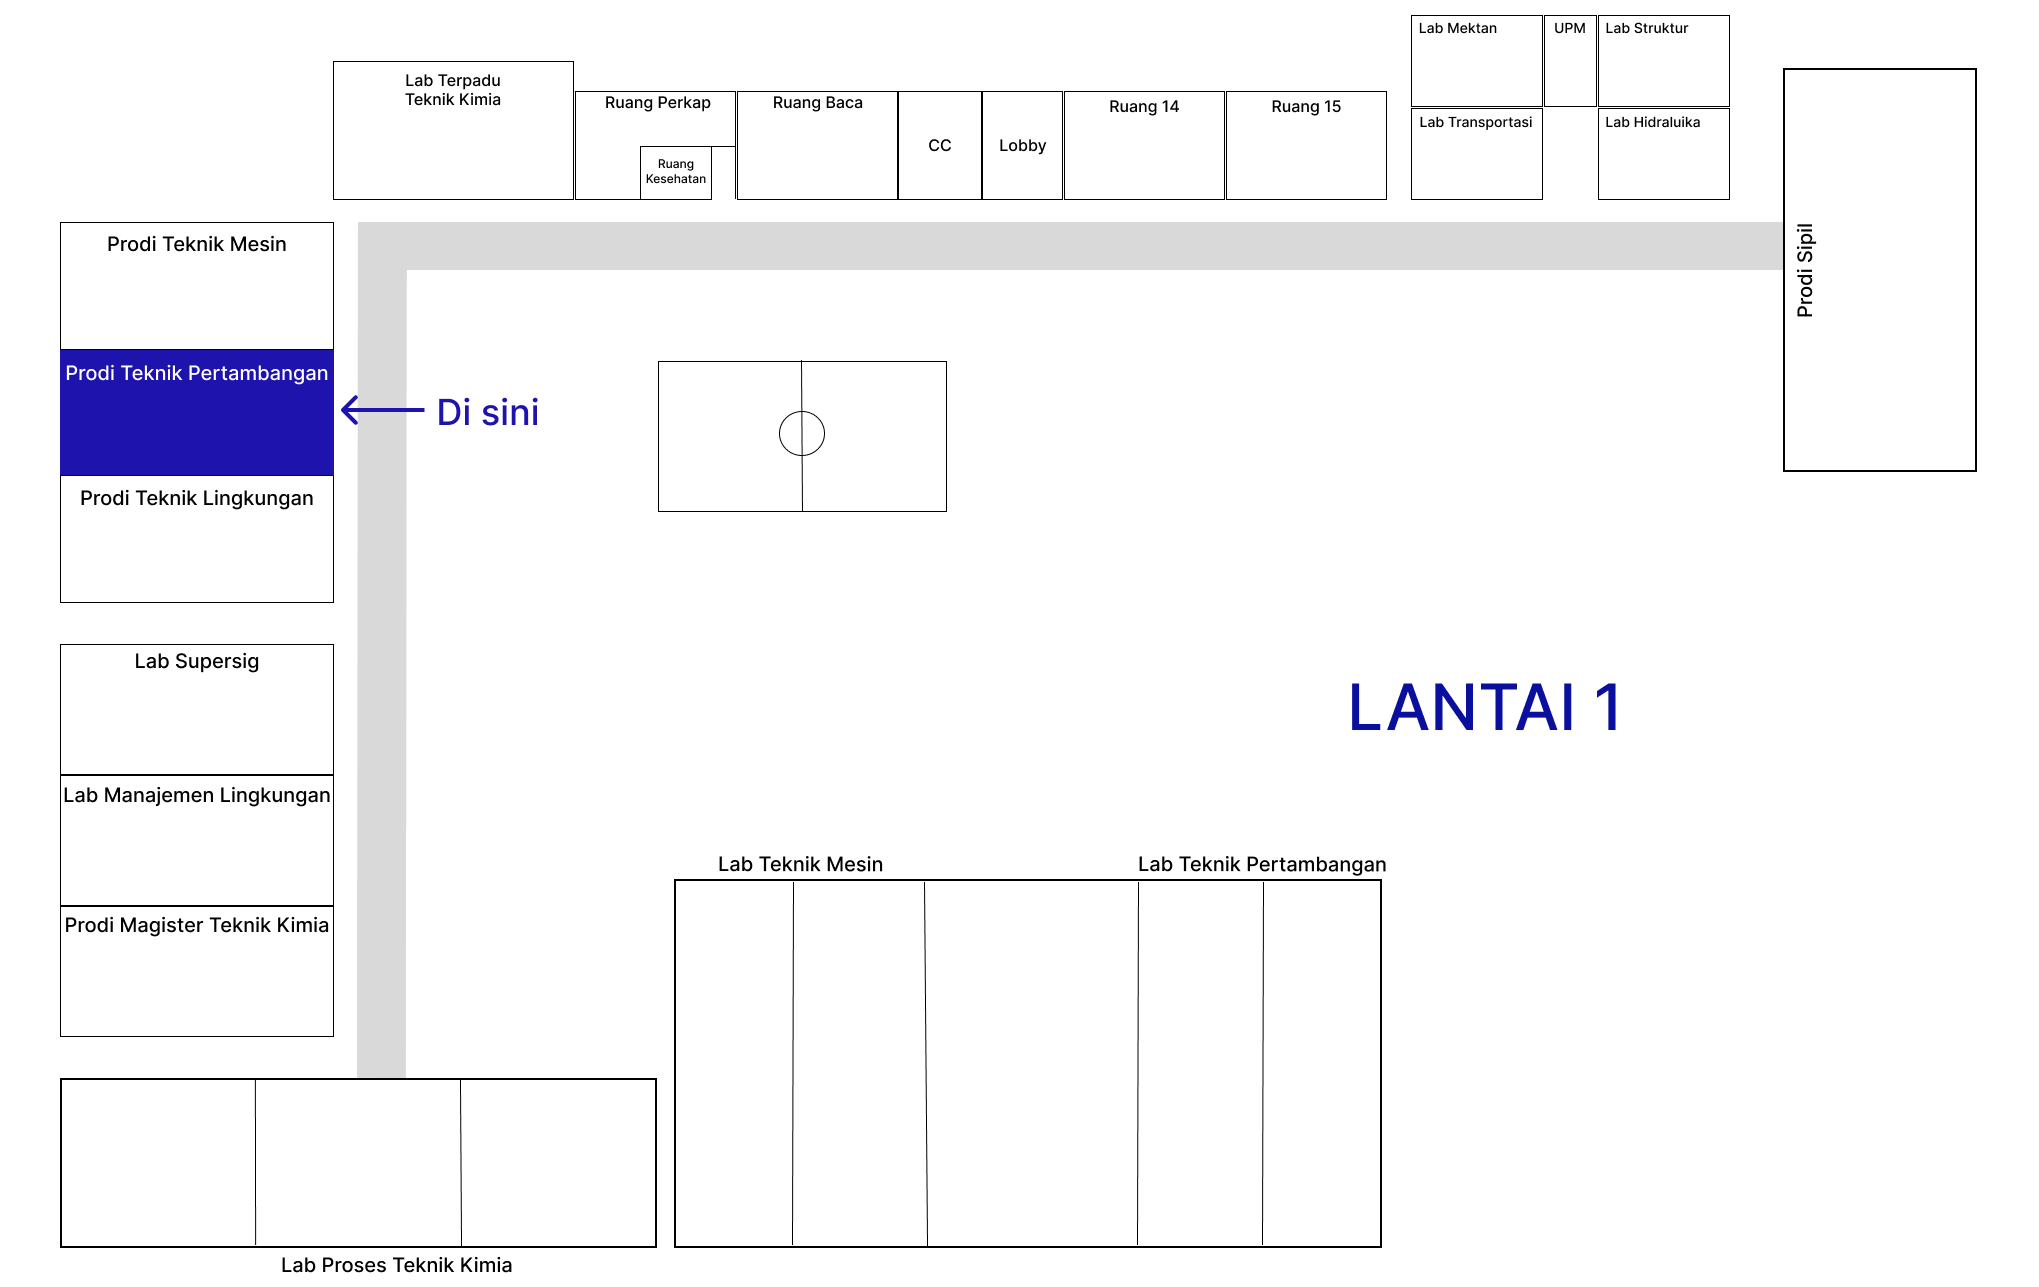 Lab Mektan
UPM
Lab Struktur
Lab Terpadu
Teknik Kimia
Ruang Perkap
Ruang Baca
Ruang 14
Ruang 15
Lab Transportasi
Lab Hidraluika
CC
Lobby
Ruang
Kesehatan
Prodi Teknik Mesin
Prodi Sipil
Prodi Teknik Pertambangan
Di sini
Prodi Teknik Lingkungan
Lab Supersig
LANTAI 1
Lab Manajemen Lingkungan
Lab Teknik Mesin
Lab Teknik Pertambangan
Prodi Magister Teknik Kimia
Lab Proses Teknik Kimia